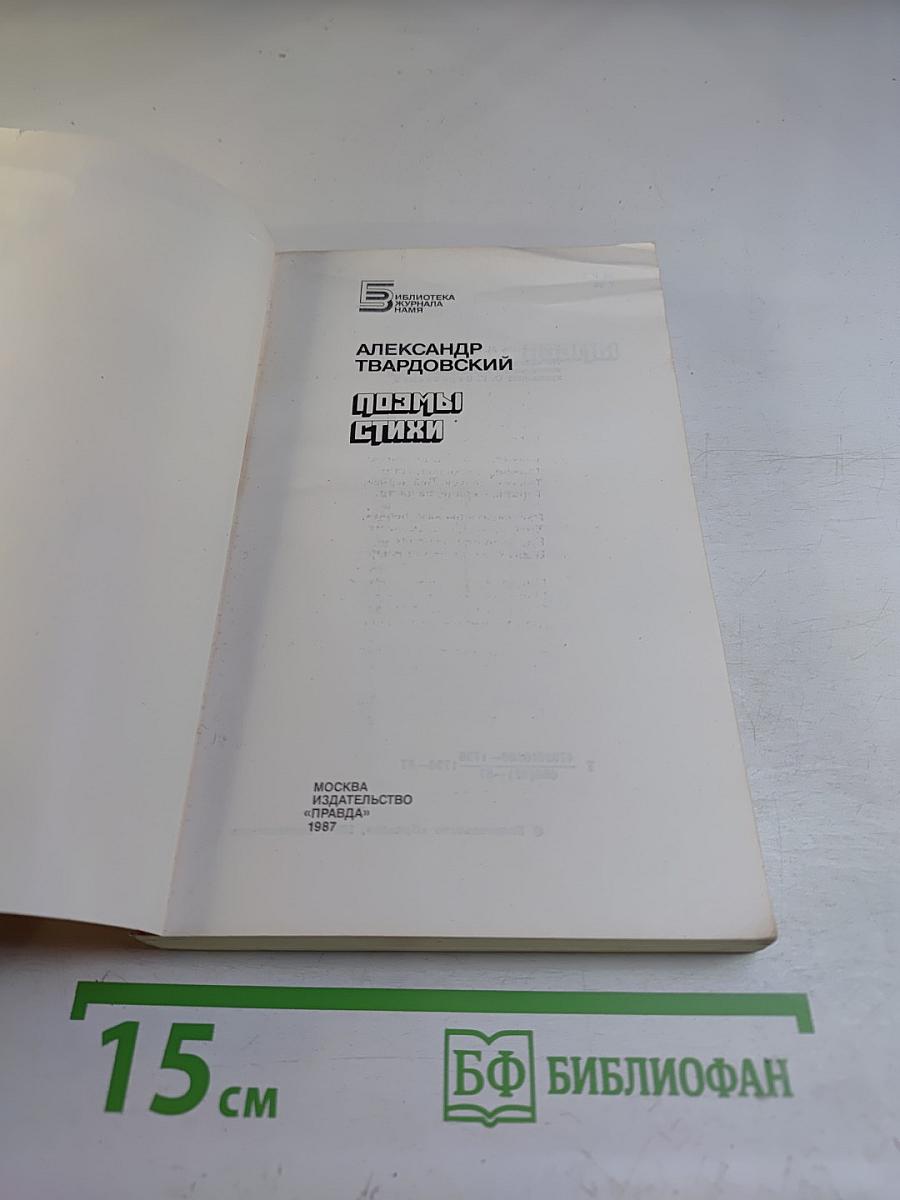 БИБЛИОТЕКА
ЖУРНАЛА
ЗНАМЯ
АЛЕКСАНДР
ТВАРДОВСКИЙ
ПОЭМЫ
СТИХИ
МОСКВА
ИЗДАТЕЛЬСТВО
«ПРАВДА»
1987
15 см
БФ БИБЛИОФАН